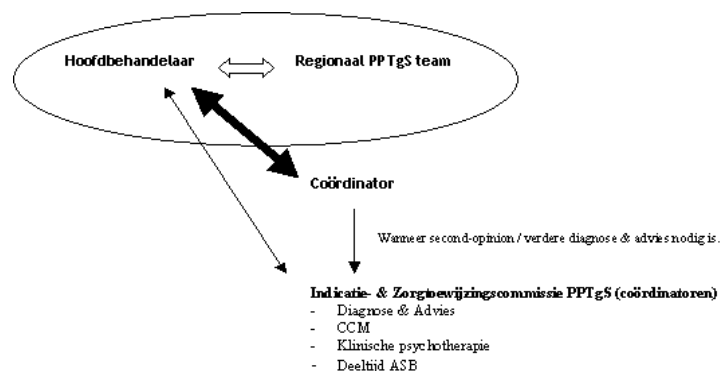 Hoofdbehandelaar
Regionaal PPTgS team
Coördinator
Wanneer second-opinion / verdere diagnose & advies nodig is.
Indicatie- & Zorgtoewijzingscommissie PPTgS (coördinatoren)
- Diagnose & Advies
- CCM
- Klinische psychotherapie
- Deeltijd ASB